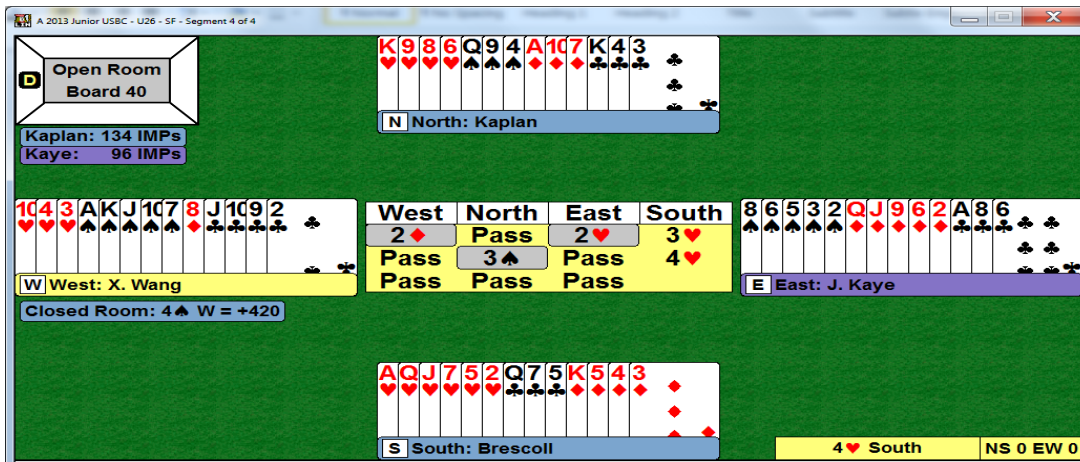 A 2013 Junior USBC - U26 - SF - Segment 4 of 4
K 9 8 6 Q 9 4 A 10 7 K 4 3
♥ ♥ ♥ ♥ ♠ ♠ ♠ ♦ ♦ ♦ ♣ ♣ ♣
N North: Kaplan
D
Open Room
Board 40
Kaplan: 134 IMPs
Kaye: 96 IMPs
10 4 3 A K J 10 7 8 J 10 9 2
♥ ♥ ♥ ♠ ♠ ♠ ♠ ♠ ♦ ♣ ♣ ♣ ♣
W West: X. Wang
West North East South
2♦ Pass 2♥ 3♥
Pass 3♠ Pass 4♥
Pass Pass Pass
8 6 5 3 2 Q J 9 6 2 A 8 6
♠ ♠ ♠ ♠ ♠ ♦ ♦ ♦ ♦ ♦ ♣ ♣ ♣
E East: J. Kaye
Closed Room: 4♠ W = +420
A Q J 7 5 2 Q 7 5 K 5 4 3
♥ ♥ ♥ ♥ ♥ ♥ ♣ ♣ ♣ ♦ ♦ ♦ ♦
S South: Brescoll
4♥ South NS 0 EW 0